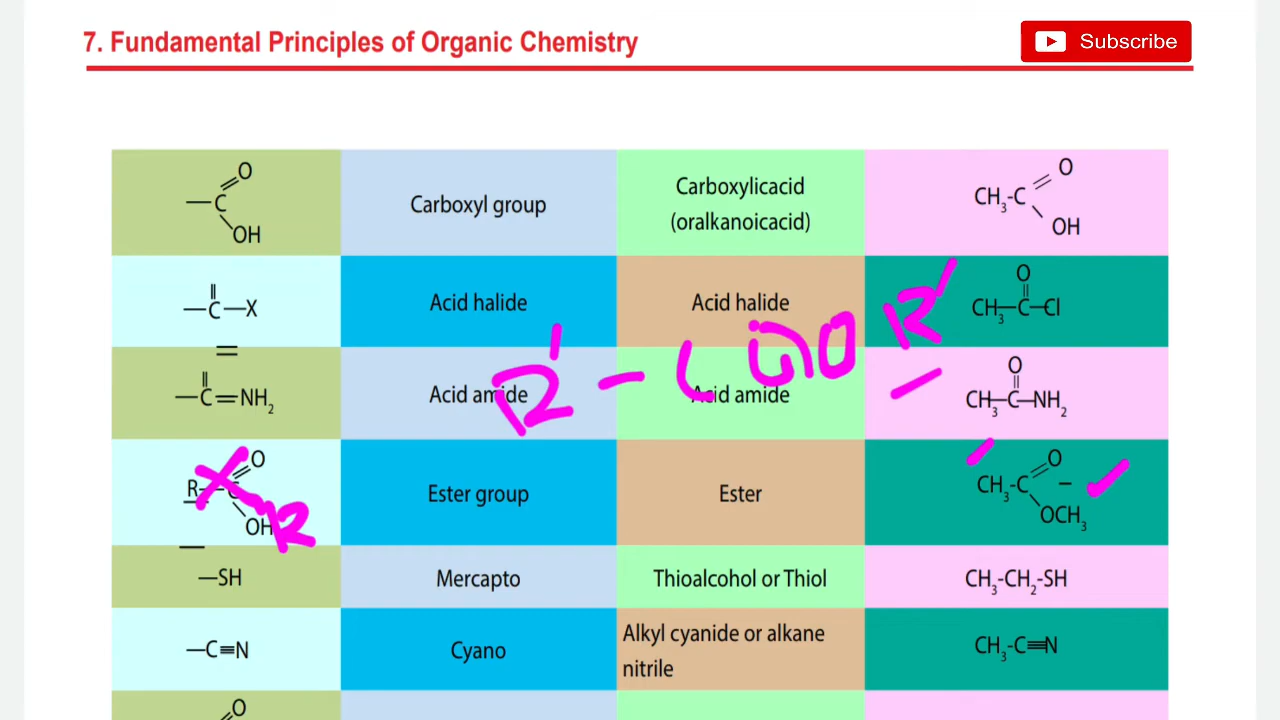 7. Fundamental Principles of Organic Chemistry
Subscribe
—C(=O)OH
Carboxyl group
Carboxylicacid
(oralkanoicacid)
CH₃-C(=O)OH
—C—X
Acid halide
Acid halide
O
CH₃—C—Cl
—C=NH₂
Acid amide
Acid amide
O
CH₃—C—NH₂
R' - COOR'
R—C(=O)OH
R
Ester group
Ester
CH₃-C(=O)OCH₃
—SH
Mercapto
Thioalcohol or Thiol
CH₃-CH₂-SH
—C≡N
Cyano
Alkyl cyanide or alkane
nitrile
CH₃-C≡N
O